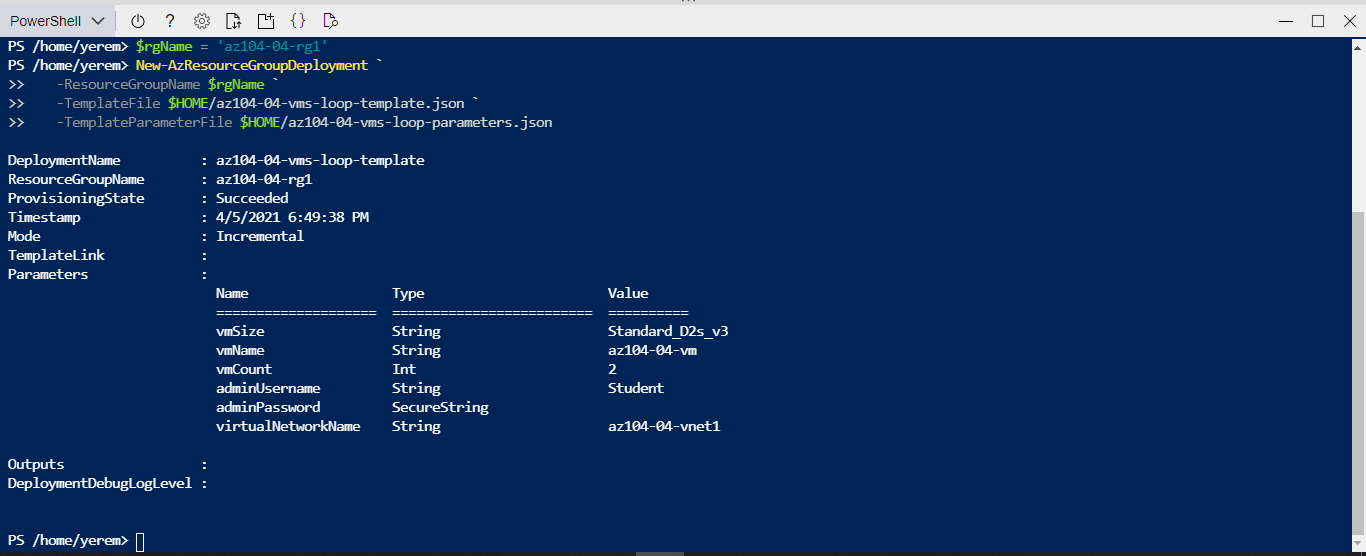 PowerShell
PS /home/yerem> $rgName = 'az104-04-rg1'
PS /home/yerem> New-AzResourceGroupDeployment `
>>    -ResourceGroupName $rgName `
>>    -TemplateFile $HOME/az104-04-vms-loop-template.json `
>>    -TemplateParameterFile $HOME/az104-04-vms-loop-parameters.json
DeploymentName          : az104-04-vms-loop-template
ResourceGroupName       : az104-04-rg1
ProvisioningState       : Succeeded
Timestamp               : 4/5/2021 6:49:38 PM
Mode                    : Incremental
TemplateLink            :
Parameters              :
                          Name                  Type                       Value
                          ====================  =========================  ==========
                          vmSize                String                     Standard_D2s_v3
                          vmName                String                     az104-04-vm
                          vmCount               Int                        2
                          adminUsername         String                     Student
                          adminPassword         SecureString
                          virtualNetworkName    String                     az104-04-vnet1
Outputs                 :
DeploymentDebugLogLevel :
PS /home/yerem>